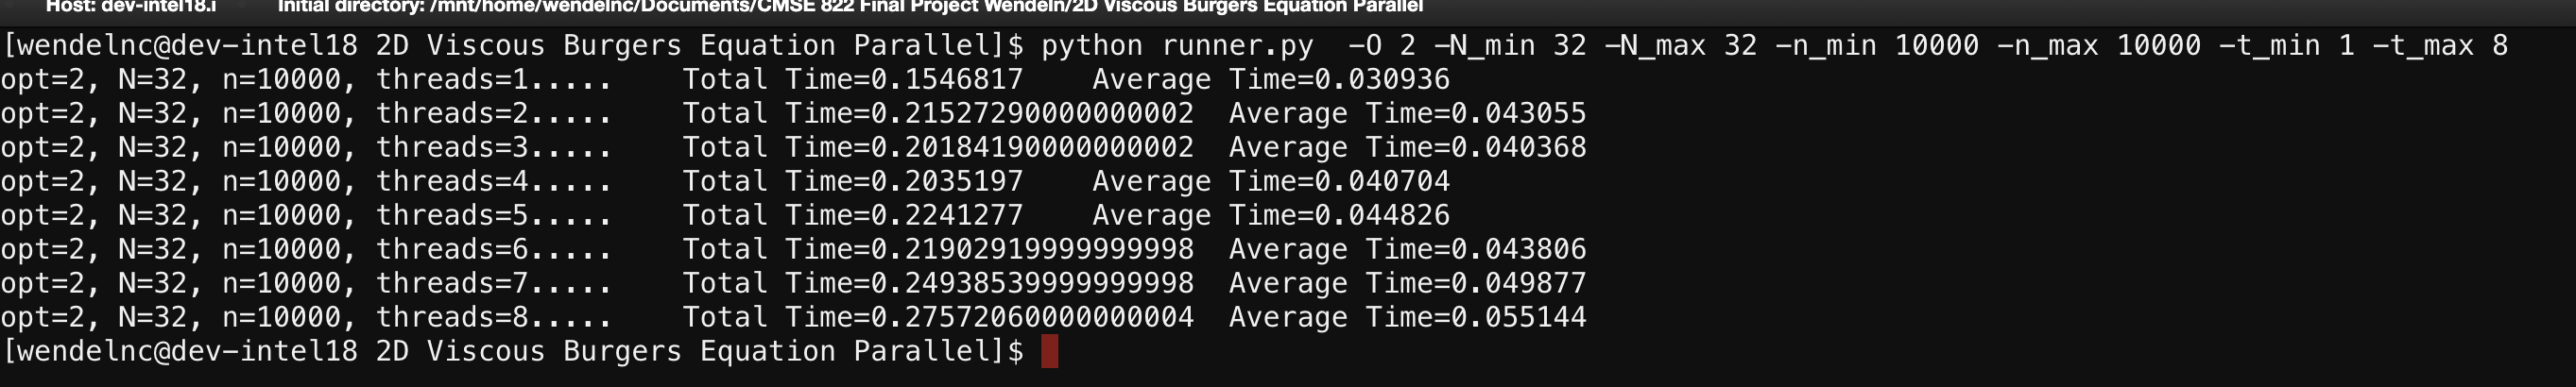 Host: dev-intel18.i Initial directory: /mnt/home/wendelnc/Documents/CMSE 822 Final Project Wendeln/2D Viscous Burgers Equation Parallel
[wendelnc@dev-intel18 2D Viscous Burgers Equation Parallel]$ python runner.py  -O 2 -N_min 32 -N_max 32 -n_min 10000 -n_max 10000 -t_min 1 -t_max 8
opt=2, N=32, n=10000, threads=1.....    Total Time=0.1546817    Average Time=0.030936
opt=2, N=32, n=10000, threads=2.....    Total Time=0.21527290000000002  Average Time=0.043055
opt=2, N=32, n=10000, threads=3.....    Total Time=0.20184190000000002  Average Time=0.040368
opt=2, N=32, n=10000, threads=4.....    Total Time=0.2035197    Average Time=0.040704
opt=2, N=32, n=10000, threads=5.....    Total Time=0.2241277    Average Time=0.044826
opt=2, N=32, n=10000, threads=6.....    Total Time=0.21902919999999998  Average Time=0.043806
opt=2, N=32, n=10000, threads=7.....    Total Time=0.24938539999999998  Average Time=0.049877
opt=2, N=32, n=10000, threads=8.....    Total Time=0.27572060000000004  Average Time=0.055144
[wendelnc@dev-intel18 2D Viscous Burgers Equation Parallel]$